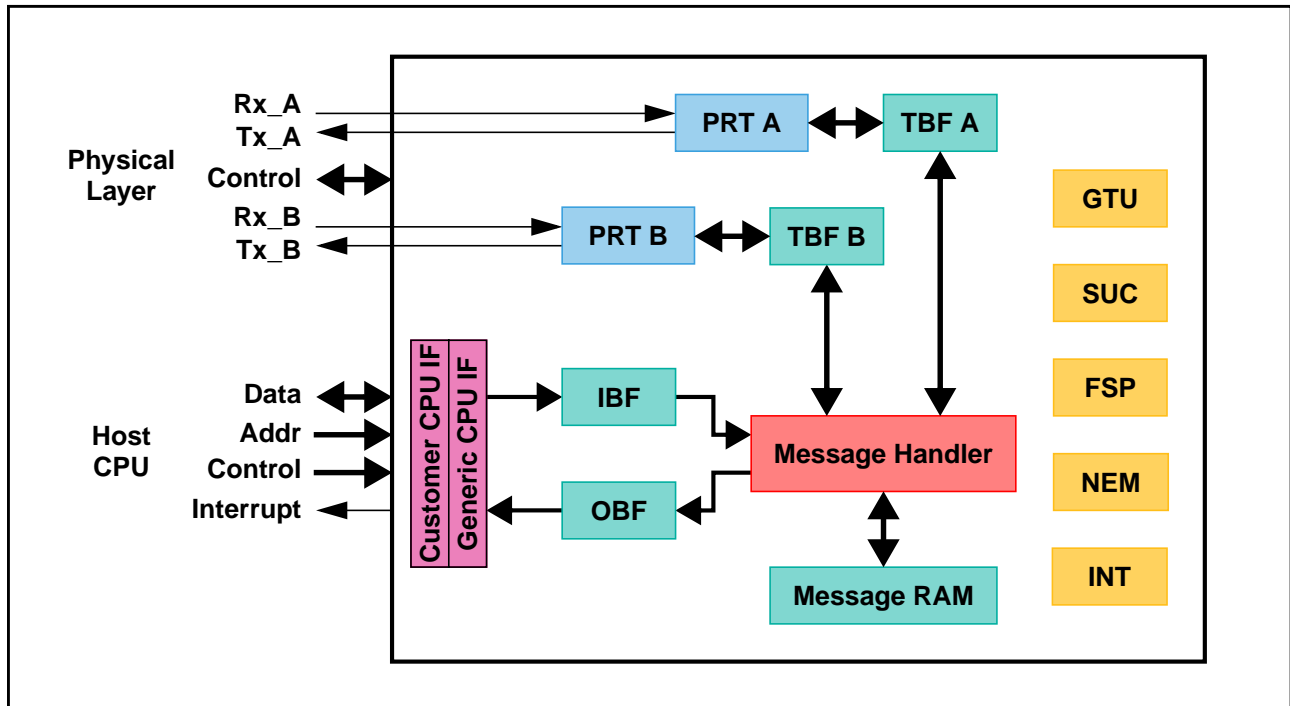 Rx_A
Tx_A
Physical
Layer
Control
Rx_B
Tx_B
PRT A
TBF A
PRT B
TBF B
GTU
SUC
FSP
NEM
INT
Host
CPU
Data
Addr
Control
Interrupt
Customer CPU IF
Generic CPU IF
IBF
OBF
Message Handler
Message RAM